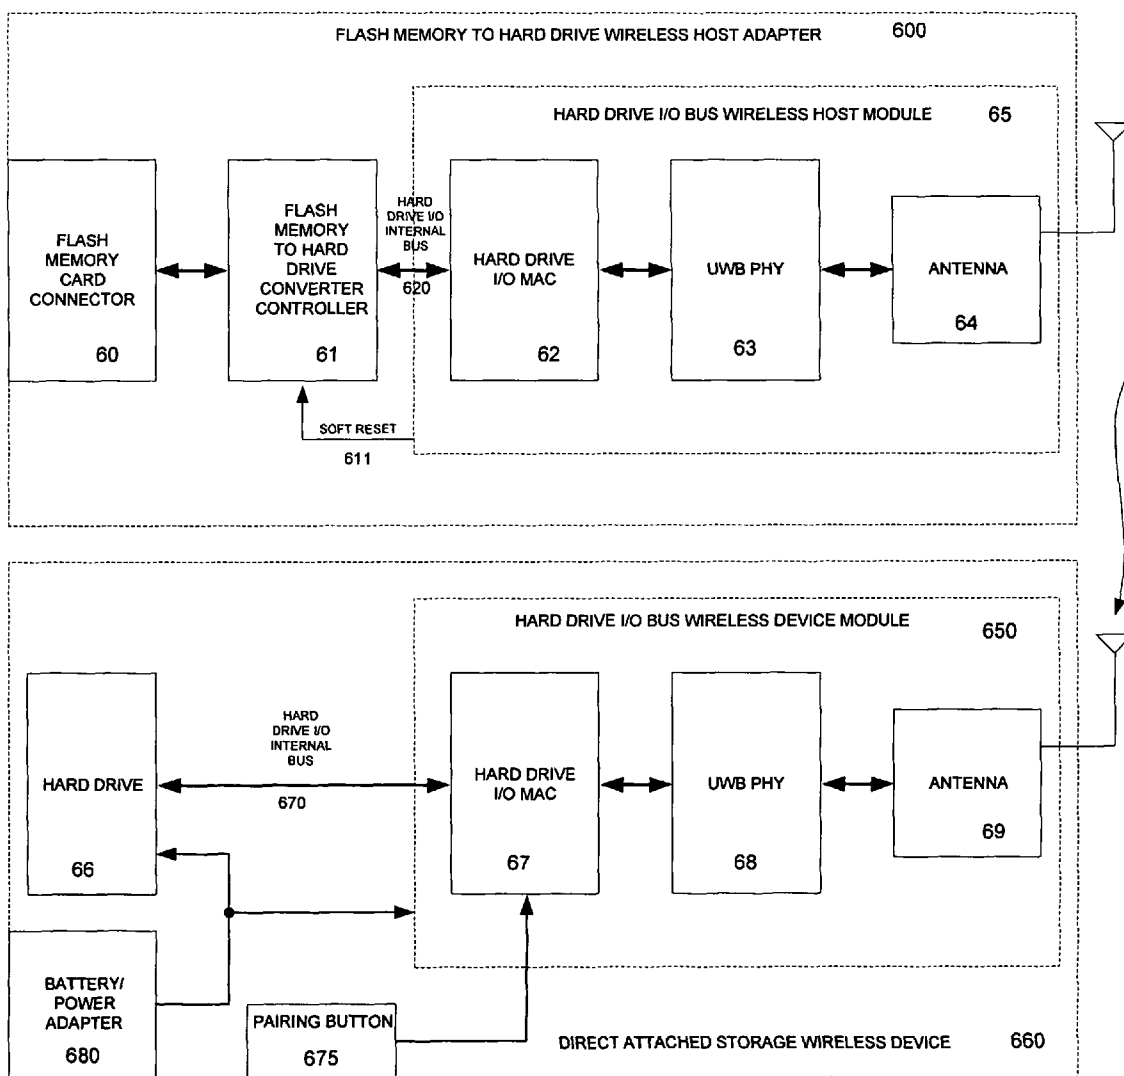 FLASH MEMORY TO HARD DRIVE WIRELESS HOST ADAPTER 600
HARD DRIVE I/O BUS WIRELESS HOST MODULE 65
FLASH
MEMORY
CARD
CONNECTOR
60
FLASH
MEMORY
TO HARD
DRIVE
CONVERTER
CONTROLLER
61
HARD
DRIVE I/O
INTERNAL
BUS
620
HARD DRIVE
I/O MAC
62
UWB PHY
63
ANTENNA
64
SOFT RESET
611
HARD DRIVE I/O BUS WIRELESS DEVICE MODULE 650
HARD DRIVE
66
HARD
DRIVE I/O
INTERNAL
BUS
670
HARD DRIVE
I/O MAC
67
UWB PHY
68
ANTENNA
69
BATTERY/
POWER
ADAPTER
680
PAIRING BUTTON
675
DIRECT ATTACHED STORAGE WIRELESS DEVICE 660